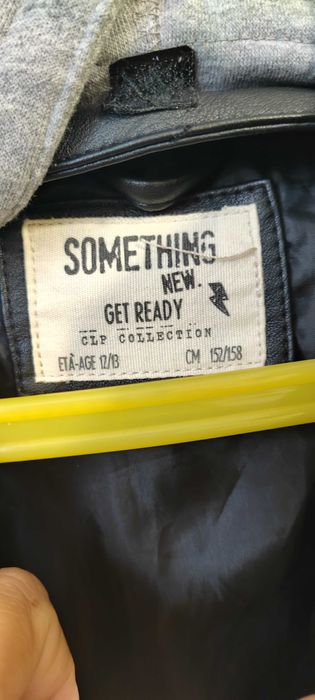 SOMETHING
NEW.
GET READY
CLP COLLECTION
ETÀ-AGE 12/13 CM 152/158